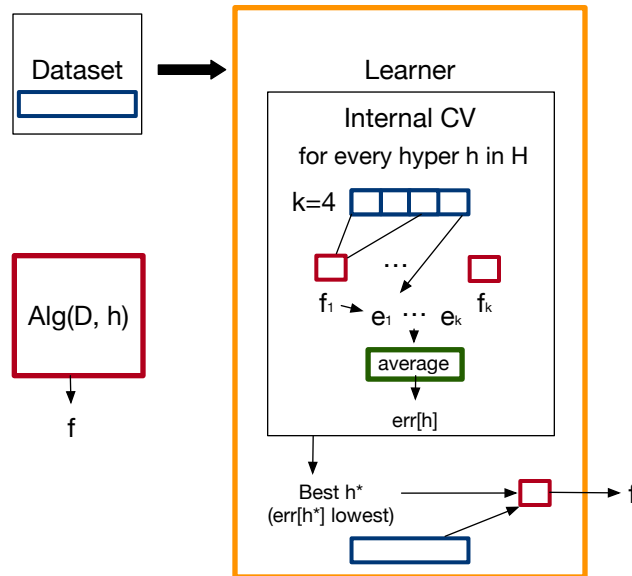 Dataset
Learner
Internal CV
for every hyper h in H
k=4
...
Alg(D, h)
f
f1
e1 ... ek
fk
average
err[h]
Best h*
(err[h*] lowest)
f